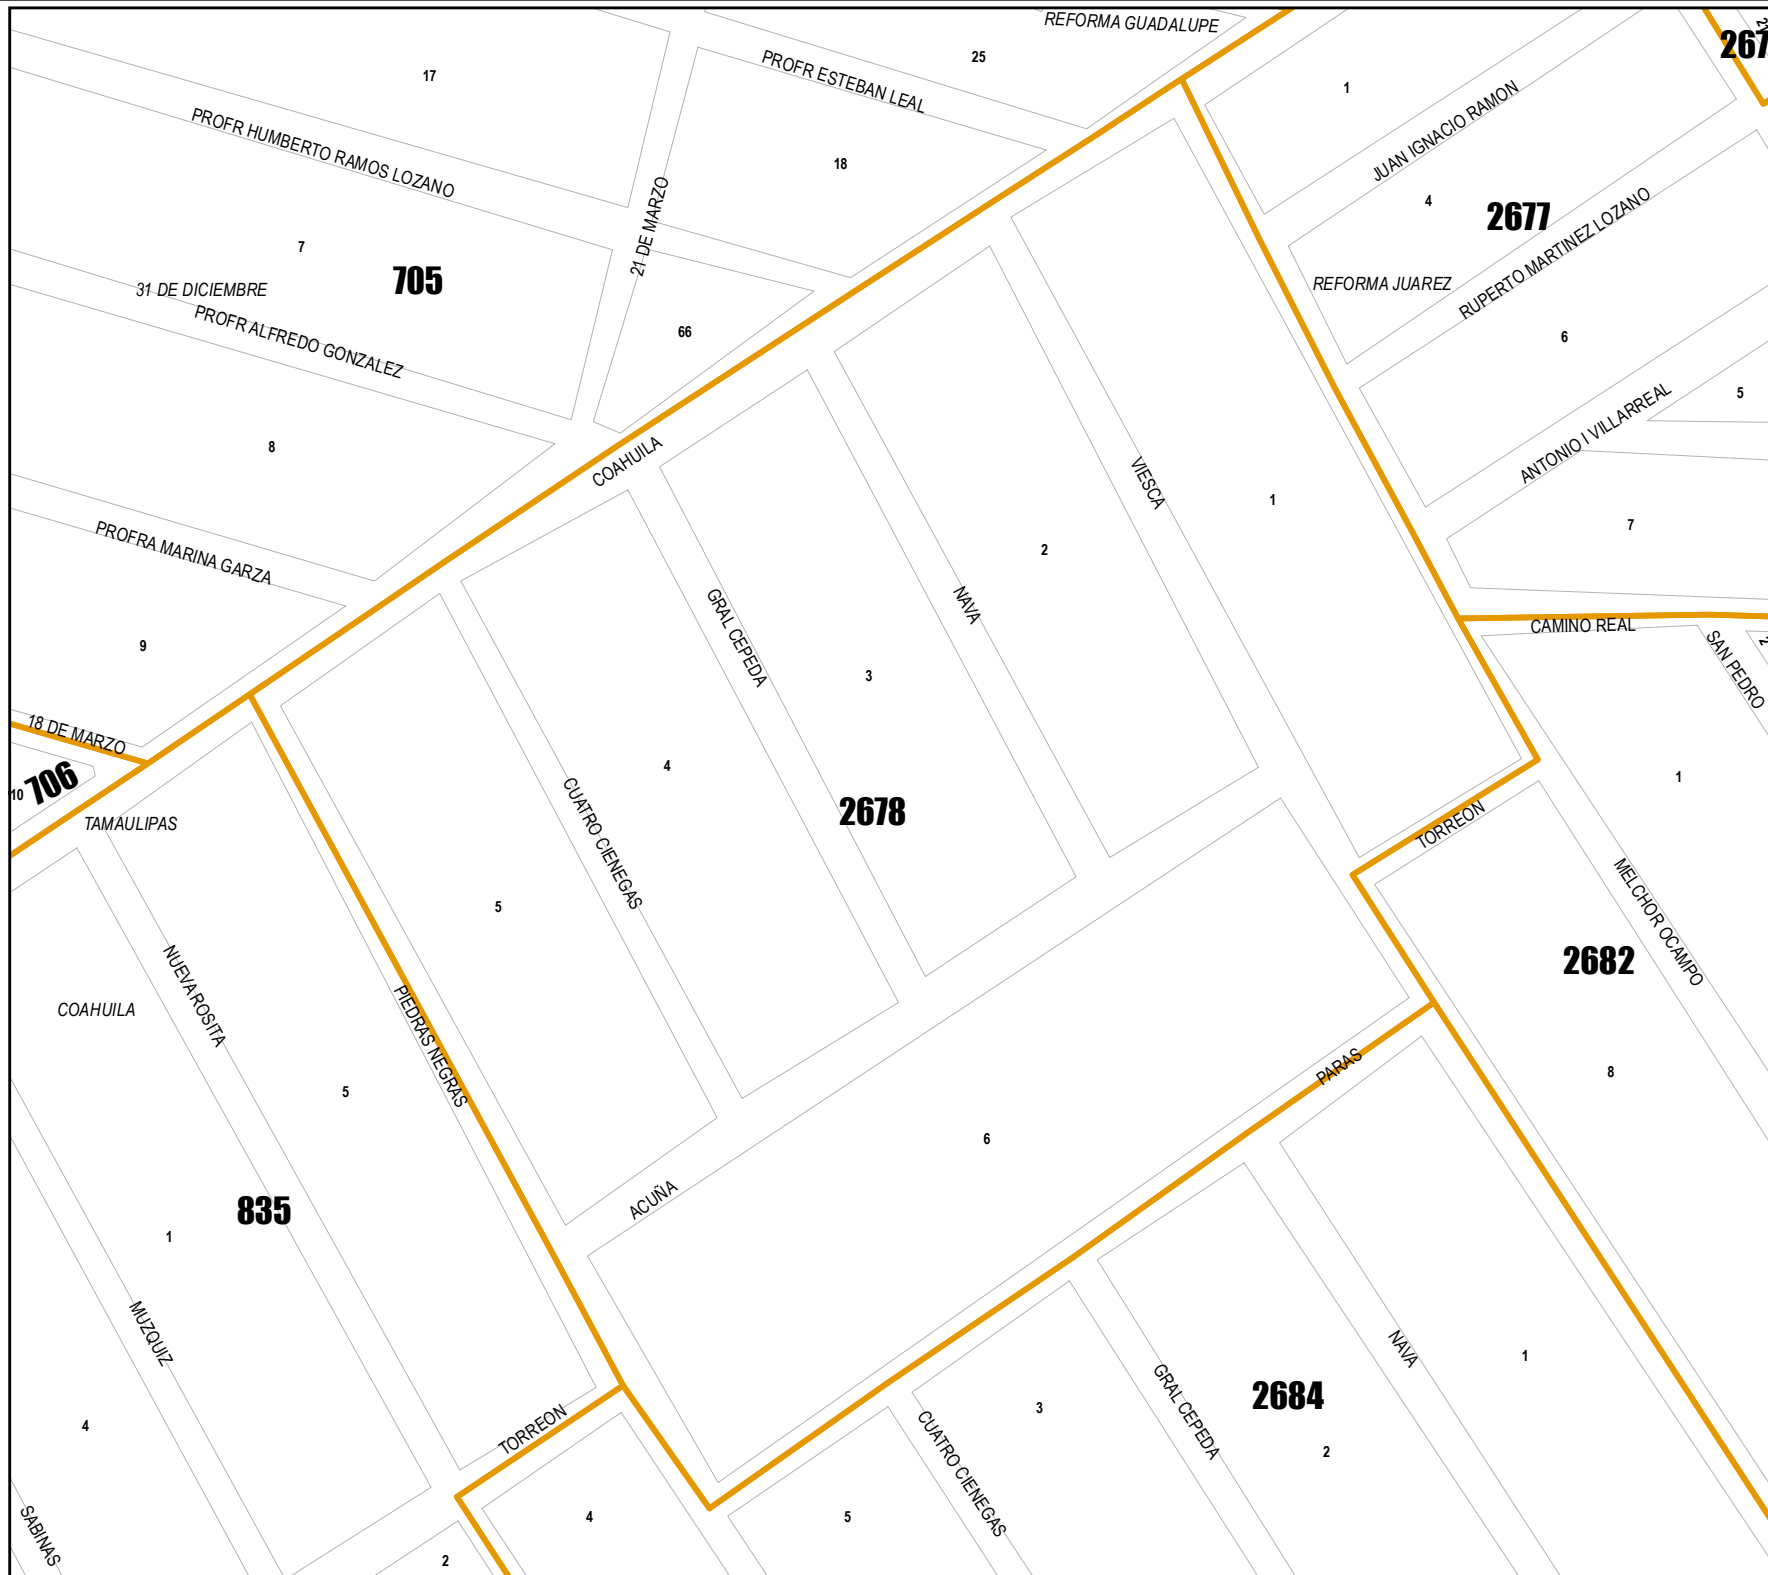 REFORMA GUADALUPE
17
25
PROFR ESTEBAN LEAL
1
JUAN IGNACIO RAMON
267
PROFR HUMBERTO RAMOS LOZANO
18
21 DE MARZO
4
2677
RUPERTO MARTINEZ LOZANO
7
705
31 DE DICIEMBRE
REFORMA JUAREZ
PROFR ALFREDO GONZALEZ
66
6
5
8
COAHUILA
VIESCA
1
ANTONIO I VILLARREAL
7
PROFRA MARINA GARZA
2
NAVA
GRAL CEPEDA
9
3
CAMINO REAL
SAN PEDRO
2
18 DE MARZO
706
10
TAMAULIPAS
4
CUATRO CIENEGAS
2678
1
TORREON
MELCHOR OCAMPO
5
2682
NUEVA ROSITA
COAHUILA
PIEDRAS NEGRAS
5
PARAS
8
6
ACUÑA
835
1
MUZQUIZ
NAVA
1
GRAL CEPEDA
2684
4
TORREON
3
CUATRO CIENEGAS
2
SABINAS
4
5
2